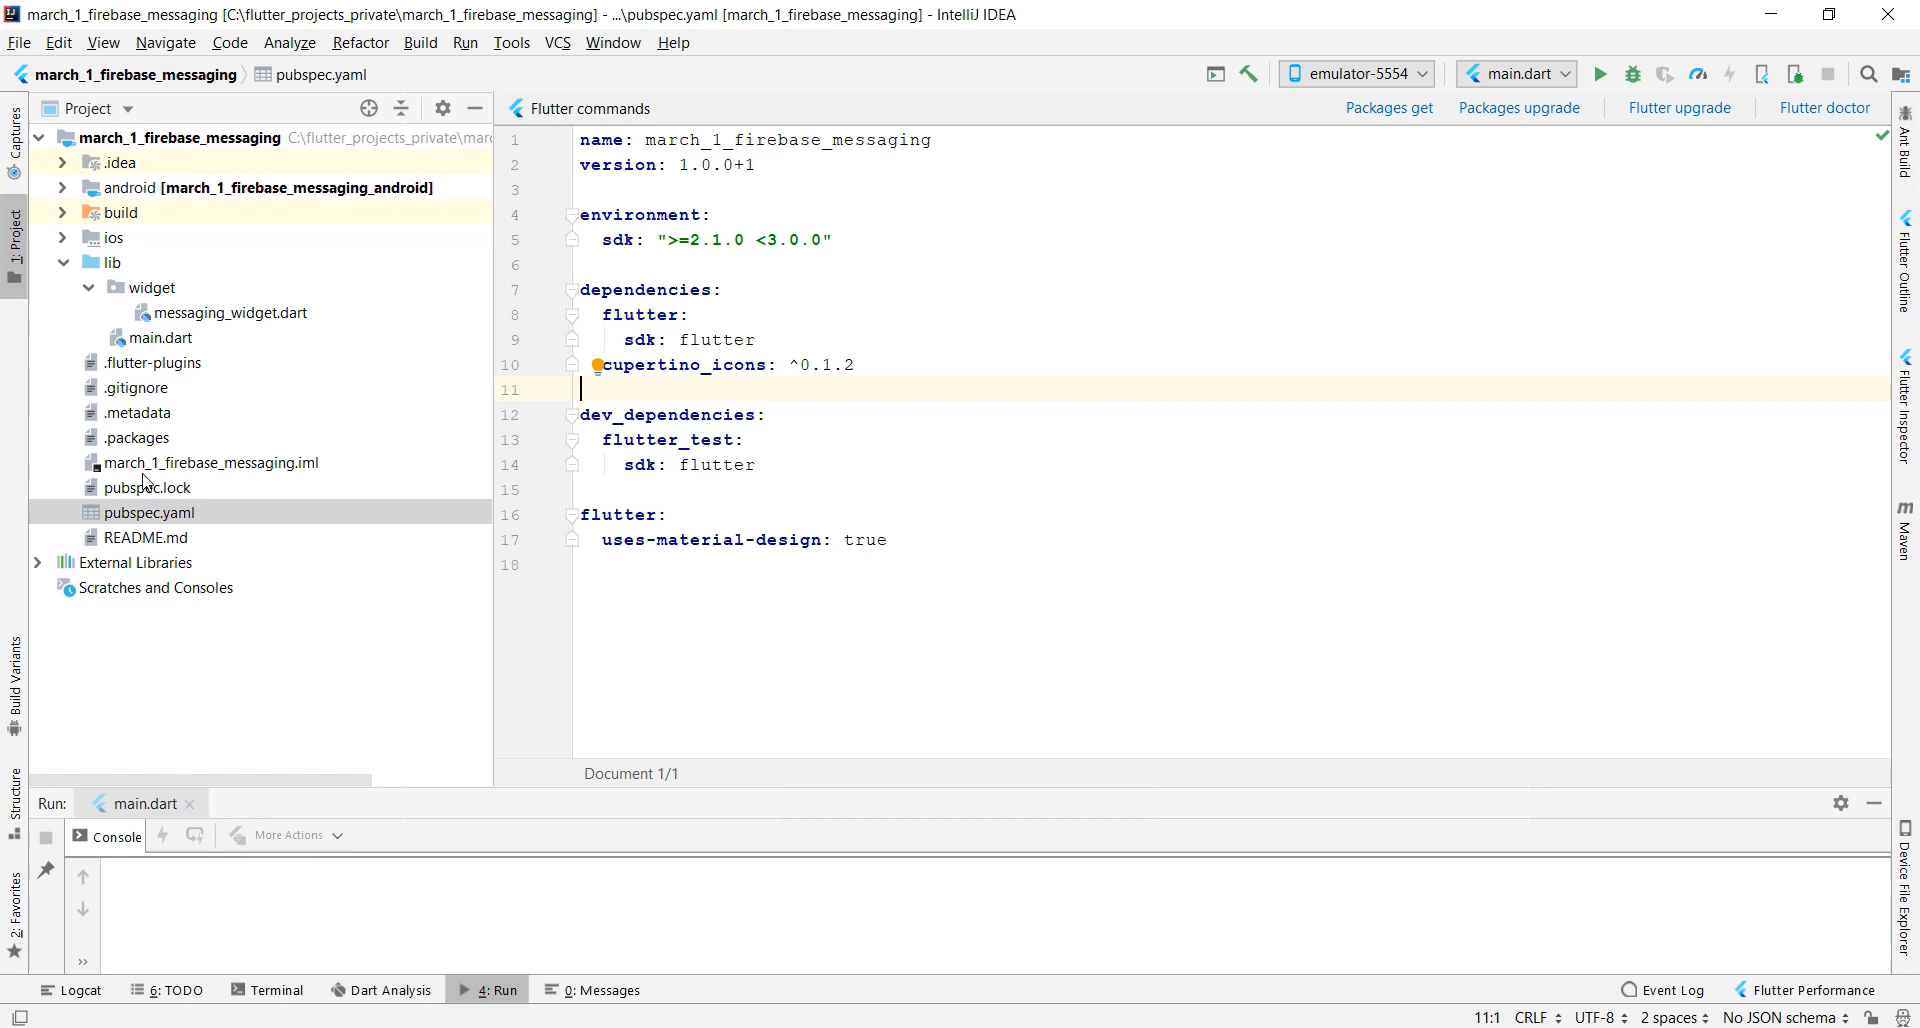 march_1_firebase_messaging [C:\flutter_projects_private\march_1_firebase_messaging] - ...\pubspec.yaml [march_1_firebase_messaging] - IntelliJ IDEA
File Edit View Navigate Code Analyze Refactor Build Run Tools VCS Window Help
march_1_firebase_messaging pubspec.yaml emulator-5554 main.dart
Project
Flutter commands Packages get Packages upgrade Flutter upgrade Flutter doctor
march_1_firebase_messaging C:\flutter_projects_private\marc
.idea
android [march_1_firebase_messaging_android]
build
ios
lib
widget
messaging_widget.dart
main.dart
.flutter-plugins
.gitignore
.metadata
.packages
march_1_firebase_messaging.iml
pubspec.lock
pubspec.yaml
README.md
External Libraries
Scratches and Consoles
1 name: march_1_firebase_messaging
2 version: 1.0.0+1
3
4 environment:
5 sdk: ">=2.1.0 <3.0.0"
6
7 dependencies:
8 flutter:
9 sdk: flutter
10 cupertino_icons: ^0.1.2
11
12 dev_dependencies:
13 flutter_test:
14 sdk: flutter
15
16 flutter:
17 uses-material-design: true
18
Document 1/1
Captures
1: Project
Build Variants
Structure
2: Favorites
Ant Build
Flutter Outline
Flutter Inspector
m Maven
Device File Explorer
Run: main.dart
Console More Actions
Logcat 6: TODO Terminal Dart Analysis 4: Run 0: Messages Event Log Flutter Performance
11:1 CRLF UTF-8 2 spaces No JSON schema